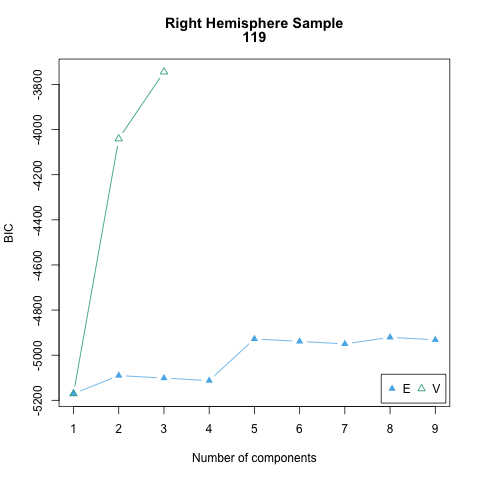 Right Hemisphere Sample
119
BIC
-3800
-4000
-4200
-4400
-4600
-4800
-5000
-5200
1 2 3 4 5 6 7 8 9
Number of components
E V